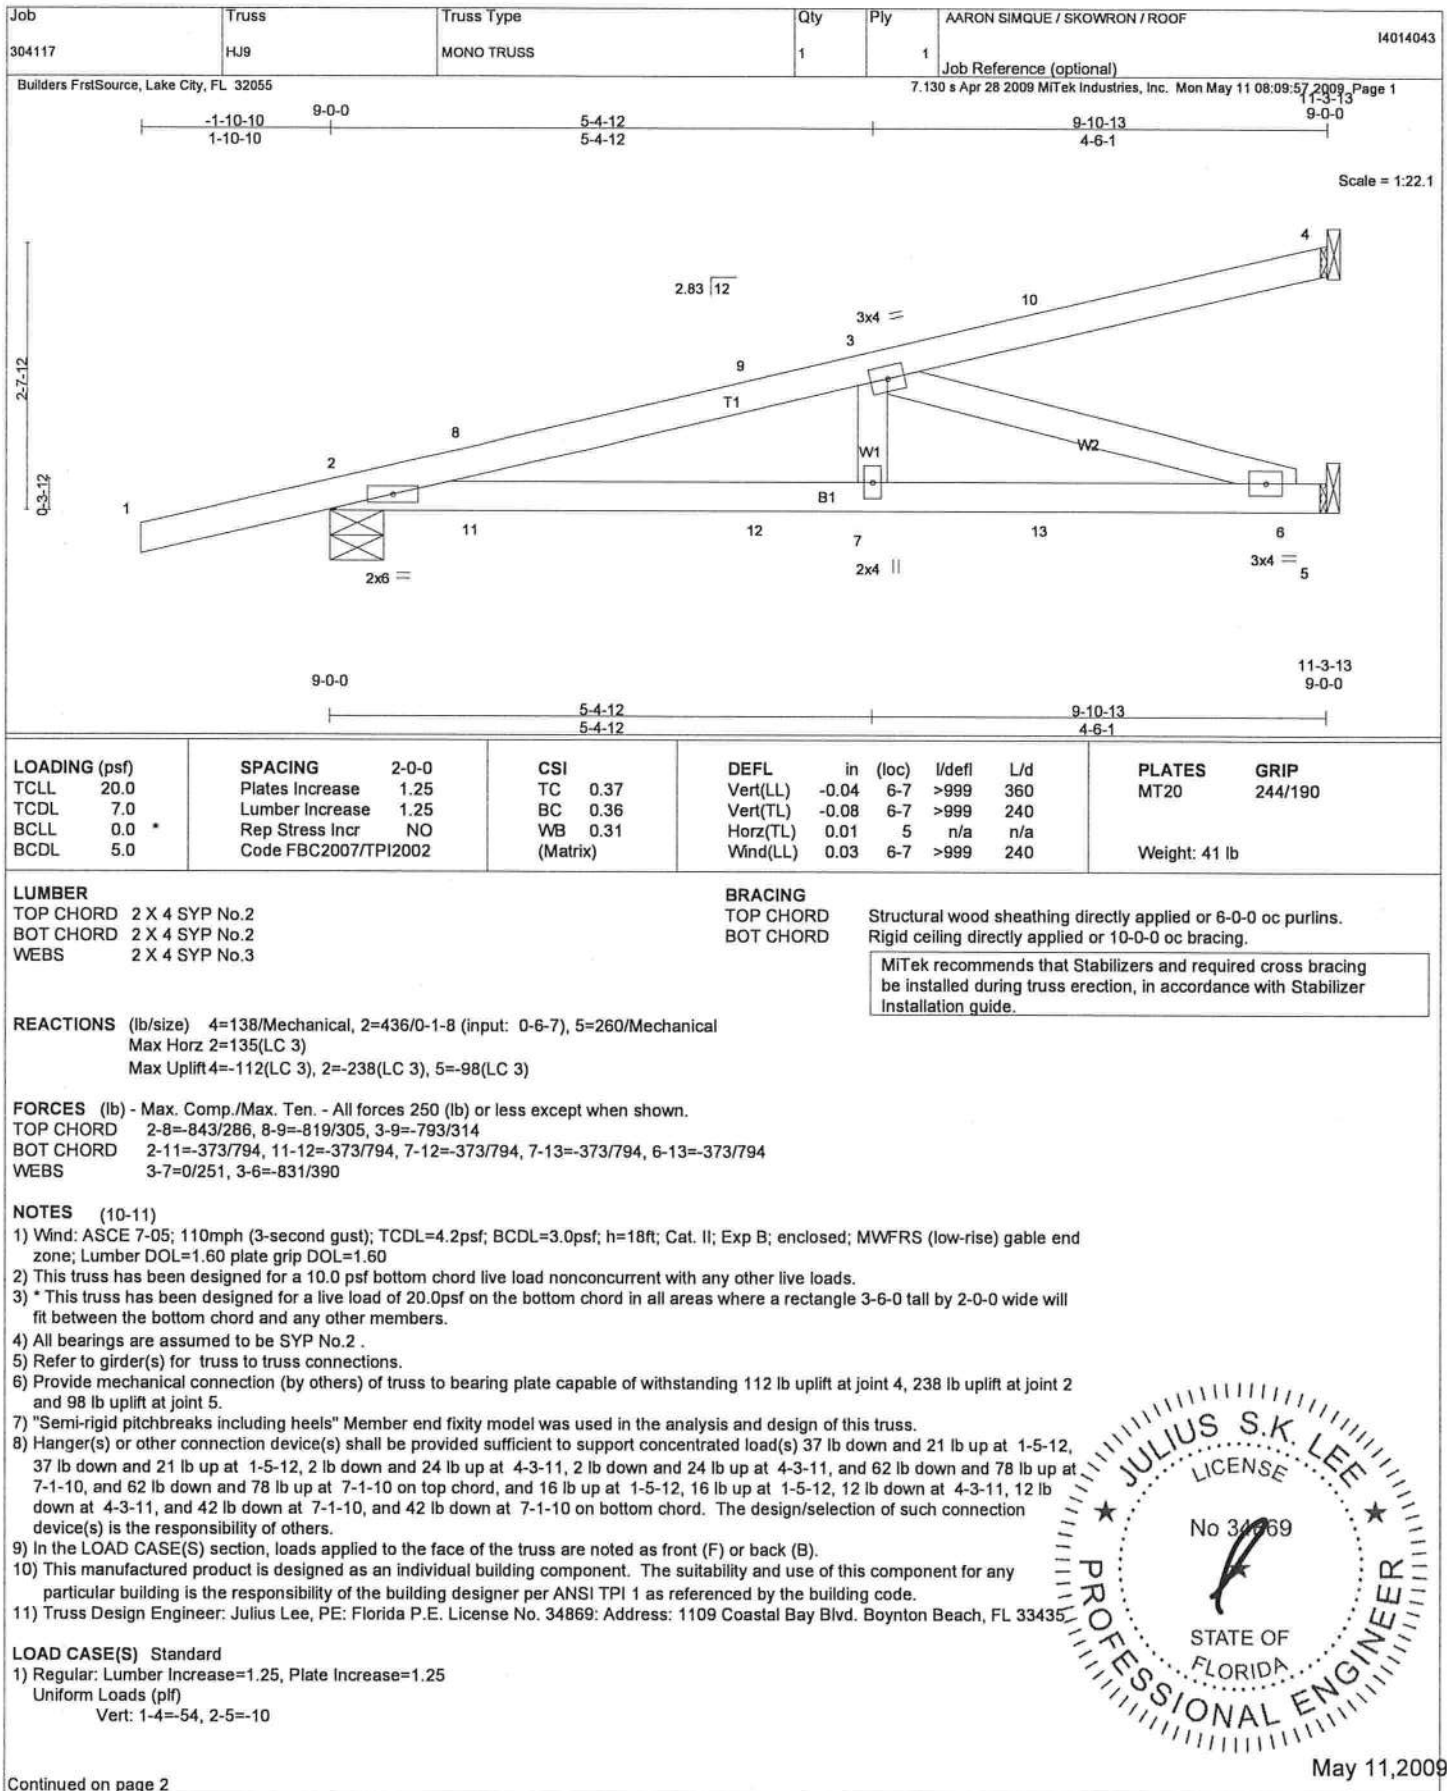 Job Truss Truss Type Qty Ply AARON SIMQUE / SKOWRON / ROOF
I4014043
304117 HJ9 MONO TRUSS 1 1
Job Reference (optional)
Builders FrstSource, Lake City, FL 32055 7.130 s Apr 28 2009 MiTek Industries, Inc. Mon May 11 08:09:57 2009 Page 1
11-3-13
-1-10-10 9-0-0 5-4-12 9-10-13 9-0-0
1-10-10 5-4-12 4-6-1
Scale = 1:22.1
4
2.83 12
10
3x4 =
3
9
T1
2-7-12
8
W1
W2
2
0-3-12
1
B1
11 12 7 13 6
2x6 = 2x4 || 3x4 =
5
11-3-13
9-0-0 9-0-0
5-4-12 9-10-13
5-4-12 4-6-1
LOADING (psf) SPACING 2-0-0 CSI DEFL in (loc) l/defl L/d PLATES GRIP
TCLL 20.0 Plates Increase 1.25 TC 0.37 Vert(LL) -0.04 6-7 >999 360 MT20 244/190
TCDL 7.0 Lumber Increase 1.25 BC 0.36 Vert(TL) -0.08 6-7 >999 240
BCLL 0.0 * Rep Stress Incr NO WB 0.31 Horz(TL) 0.01 5 n/a n/a
BCDL 5.0 Code FBC2007/TPI2002 (Matrix) Wind(LL) 0.03 6-7 >999 240 Weight: 41 lb
LUMBER
TOP CHORD 2 X 4 SYP No.2
BOT CHORD 2 X 4 SYP No.2
WEBS 2 X 4 SYP No.3
BRACING
TOP CHORD Structural wood sheathing directly applied or 6-0-0 oc purlins.
BOT CHORD Rigid ceiling directly applied or 10-0-0 oc bracing.
MiTek recommends that Stabilizers and required cross bracing
be installed during truss erection, in accordance with Stabilizer
Installation guide.
REACTIONS (lb/size) 4=138/Mechanical, 2=436/0-1-8 (input: 0-6-7), 5=260/Mechanical
Max Horz 2=135(LC 3)
Max Uplift4=-112(LC 3), 2=-238(LC 3), 5=-98(LC 3)
FORCES (lb) - Max. Comp./Max. Ten. - All forces 250 (lb) or less except when shown.
TOP CHORD 2-8=-843/286, 8-9=-819/305, 3-9=-793/314
BOT CHORD 2-11=-373/794, 11-12=-373/794, 7-12=-373/794, 7-13=-373/794, 6-13=-373/794
WEBS 3-7=0/251, 3-6=-831/390
NOTES (10-11)
1) Wind: ASCE 7-05; 110mph (3-second gust); TCDL=4.2psf; BCDL=3.0psf; h=18ft; Cat. II; Exp B; enclosed; MWFRS (low-rise) gable end
zone; Lumber DOL=1.60 plate grip DOL=1.60
2) This truss has been designed for a 10.0 psf bottom chord live load nonconcurrent with any other live loads.
3) * This truss has been designed for a live load of 20.0psf on the bottom chord in all areas where a rectangle 3-6-0 tall by 2-0-0 wide will
fit between the bottom chord and any other members.
4) All bearings are assumed to be SYP No.2 .
5) Refer to girder(s) for truss to truss connections.
6) Provide mechanical connection (by others) of truss to bearing plate capable of withstanding 112 lb uplift at joint 4, 238 lb uplift at joint 2
and 98 lb uplift at joint 5.
7) "Semi-rigid pitchbreaks including heels" Member end fixity model was used in the analysis and design of this truss.
8) Hanger(s) or other connection device(s) shall be provided sufficient to support concentrated load(s) 37 lb down and 21 lb up at 1-5-12,
37 lb down and 21 lb up at 1-5-12, 2 lb down and 24 lb up at 4-3-11, 2 lb down and 24 lb up at 4-3-11, and 62 lb down and 78 lb up at
7-1-10, and 62 lb down and 78 lb up at 7-1-10 on top chord, and 16 lb up at 1-5-12, 16 lb up at 1-5-12, 12 lb down at 4-3-11, 12 lb
down at 4-3-11, and 42 lb down at 7-1-10, and 42 lb down at 7-1-10 on bottom chord. The design/selection of such connection
device(s) is the responsibility of others.
9) In the LOAD CASE(S) section, loads applied to the face of the truss are noted as front (F) or back (B).
10) This manufactured product is designed as an individual building component. The suitability and use of this component for any
particular building is the responsibility of the building designer per ANSI TPI 1 as referenced by the building code.
11) Truss Design Engineer: Julius Lee, PE: Florida P.E. License No. 34869: Address: 1109 Coastal Bay Blvd. Boynton Beach, FL 33435
LOAD CASE(S) Standard
1) Regular: Lumber Increase=1.25, Plate Increase=1.25
Uniform Loads (plf)
Vert: 1-4=-54, 2-5=-10
JULIUS S.K. LEE
LICENSE
No 34869
STATE OF
FLORIDA
PROFESSIONAL ENGINEER
May 11,2009
Continued on page 2